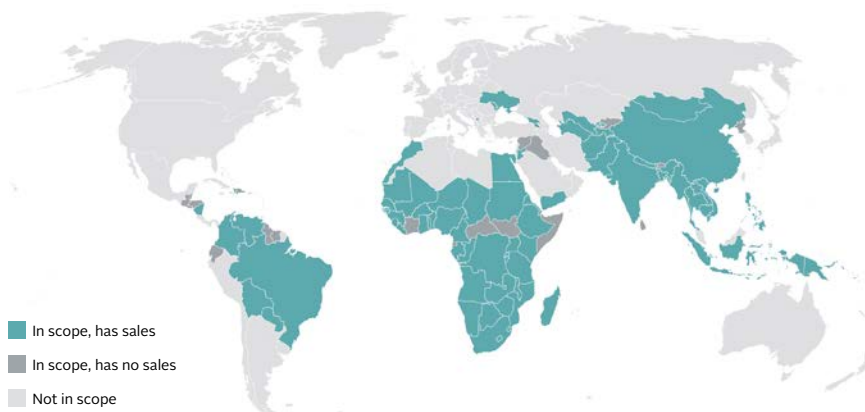 In scope, has sales
In scope, has no sales
Not in scope